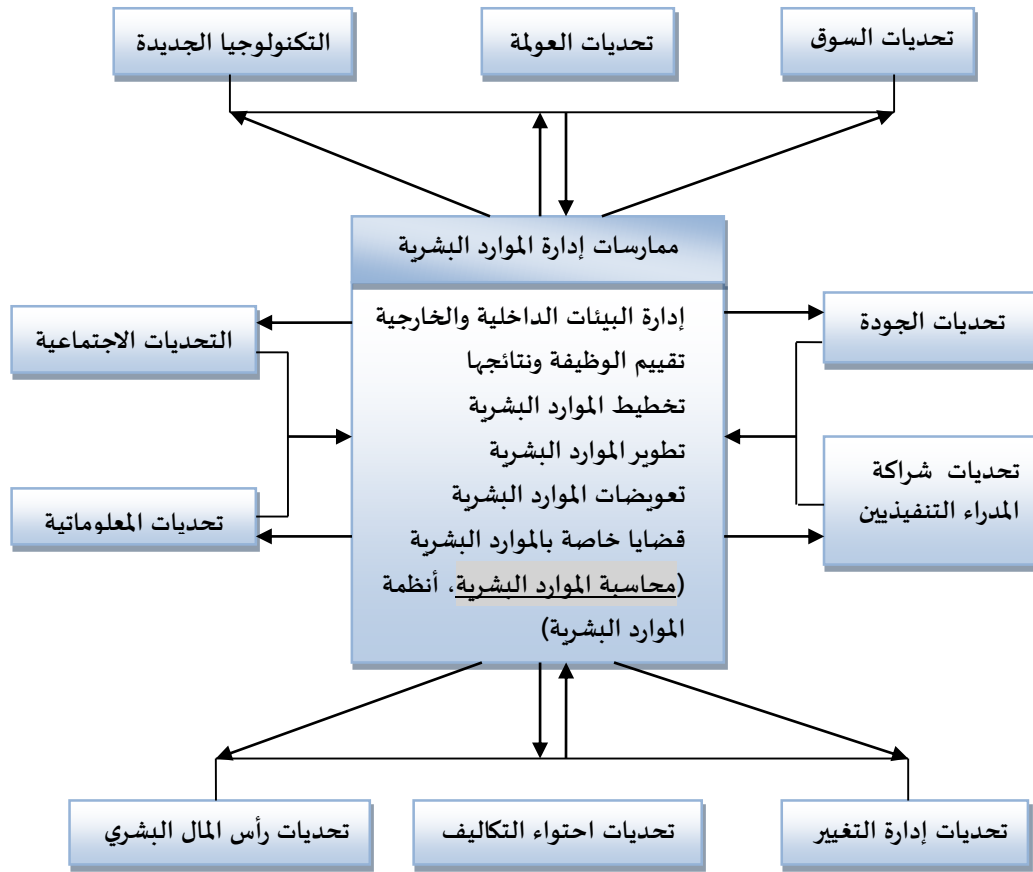 تحديات السوق
تحديات العولمة
التكنولوجيا الجديدة
ممارسات إدارة الموارد البشرية
إدارة البيئات الداخلية والخارجية
تقييم الوظيفة ونتائجها
تخطيط الموارد البشرية
تطوير الموارد البشرية
تعويضات الموارد البشرية
قضايا خاصة بالموارد البشرية
(محاسبة الموارد البشرية، أنظمة
الموارد البشرية)
تحديات الجودة
تحديات شراكة
المدراء التنفيذيين
التحديات الاجتماعية
تحديات المعلوماتية
تحديات إدارة التغيير
تحديات احتواء التكاليف
تحديات رأس المال البشري